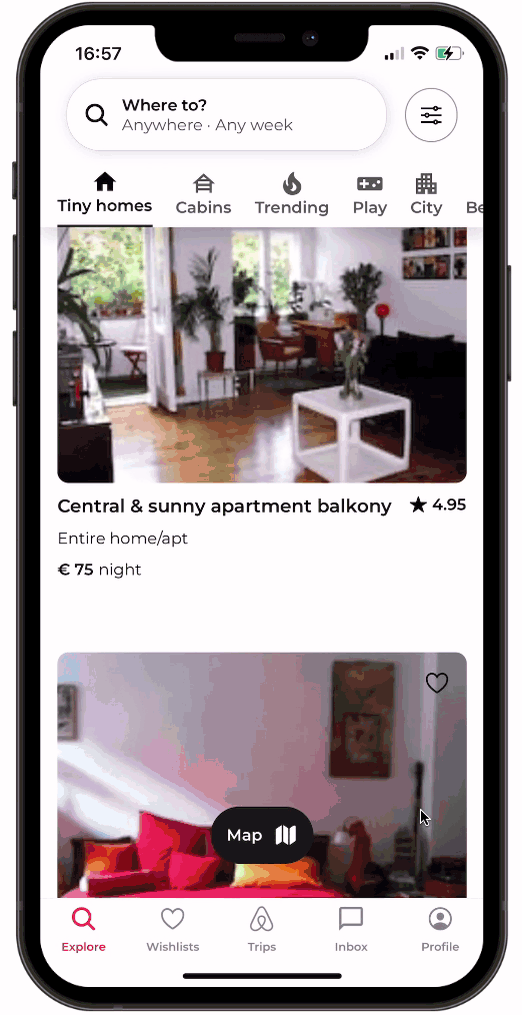 16:57
Where to?
Anywhere · Any week
Tiny homes
Cabins
Trending
Play
City
Be
Central & sunny apartment balkony
4.95
Entire home/apt
€ 75 night
Map
Explore
Wishlists
Trips
Inbox
Profile